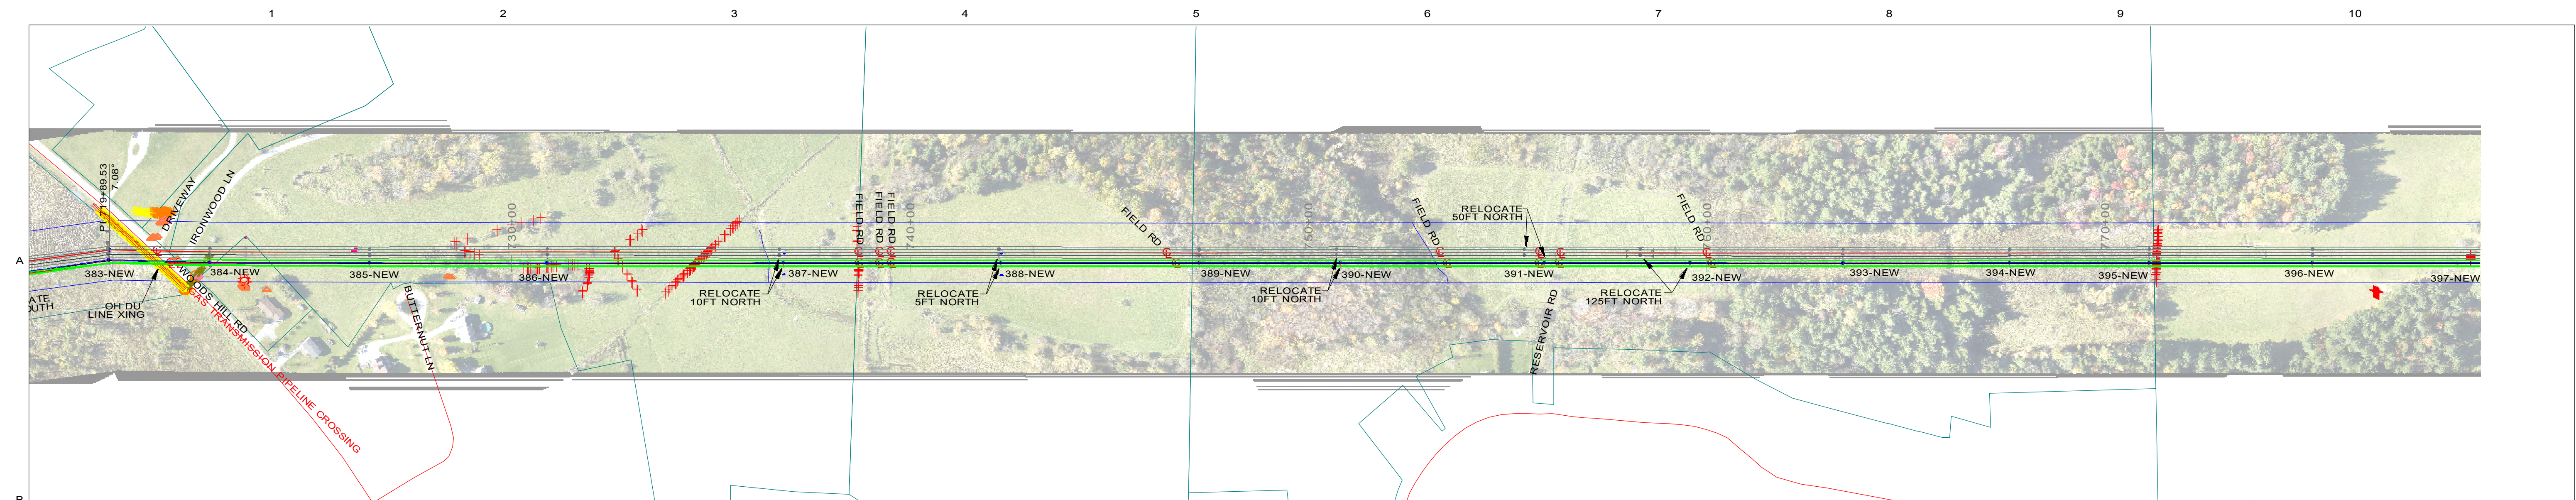 1 2 3 4 5 6 7 8 9 10
A
B
PI 719+89.53
7.08°
DRIVEWAY
IRONWOOD LN
WOODS HILL RD
GAS TRANSMISSION PIPELINE CROSSING
383-NEW
384-NEW
385-NEW
386-NEW
OH DU
LINE XING
BUTTERNUT LN
730+00
RELOCATE
10FT NORTH
387-NEW
FIELD RD
FIELD RD
FIELD RD
740+00
RELOCATE
5FT NORTH
388-NEW
FIELD RD
389-NEW
750+00
RELOCATE
10FT NORTH
390-NEW
FIELD RD
RELOCATE
50FT NORTH
391-NEW
RESERVOIR RD
RELOCATE
125FT NORTH
FIELD RD
392-NEW
393-NEW
394-NEW
770+00
395-NEW
396-NEW
397-NEW